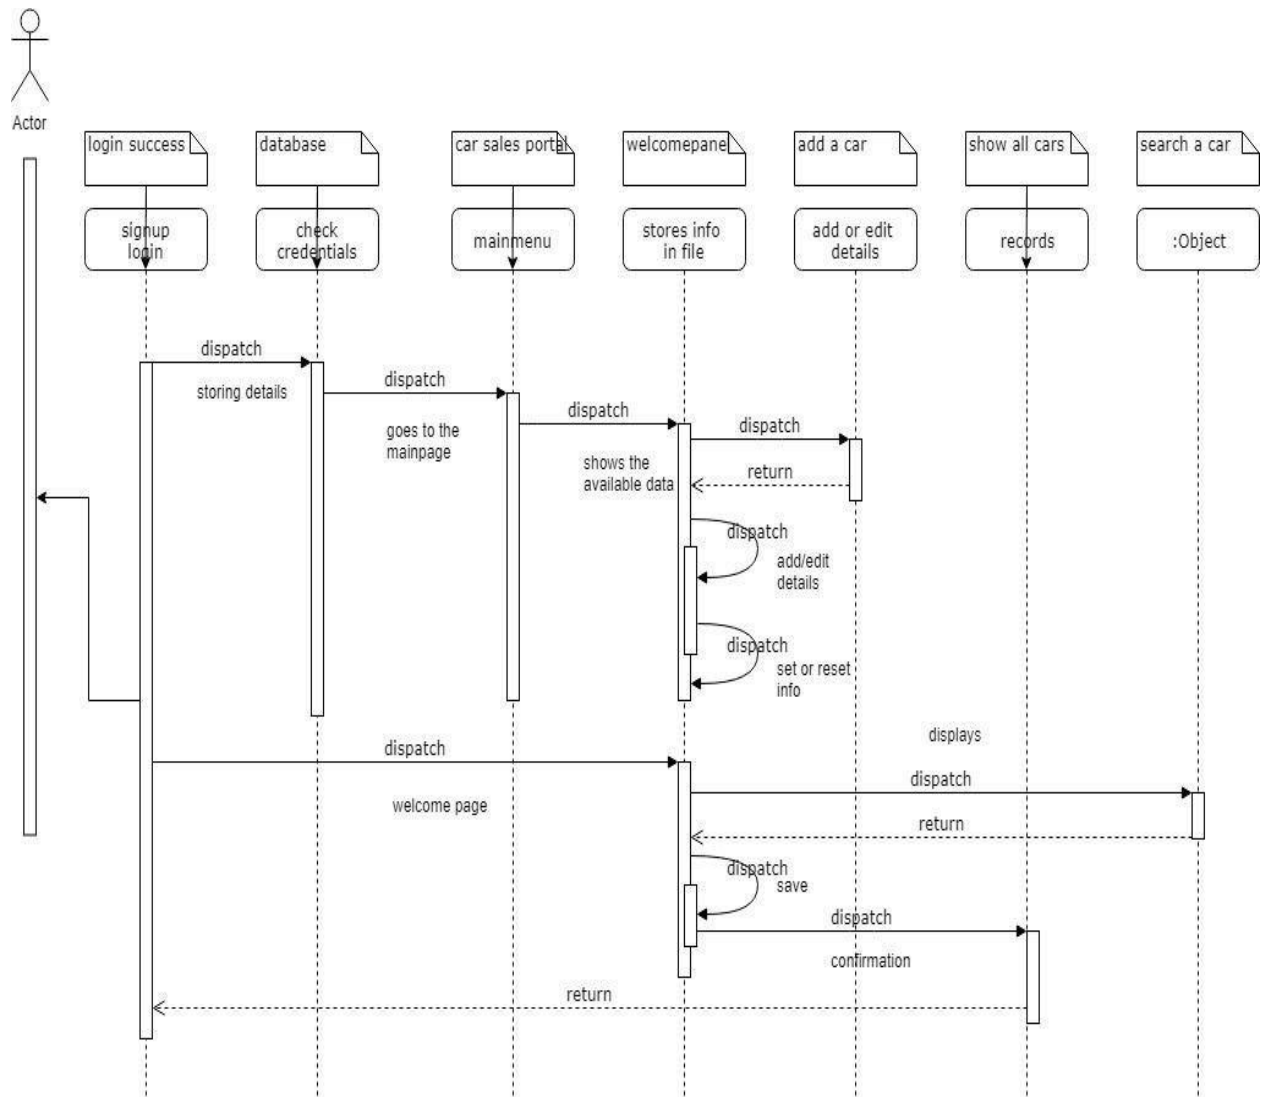 Actor
login success
database
car sales portal
welcomepanel
add a car
show all cars
search a car
signup
login
check
credentials
mainmenu
stores info
in file
add or edit
details
records
:Object
dispatch
storing details
dispatch
goes to the
mainpage
dispatch
shows the
available data
dispatch
return
dispatch
add/edit
details
dispatch
set or reset
info
displays
dispatch
welcome page
dispatch
return
dispatch
save
dispatch
confirmation
return